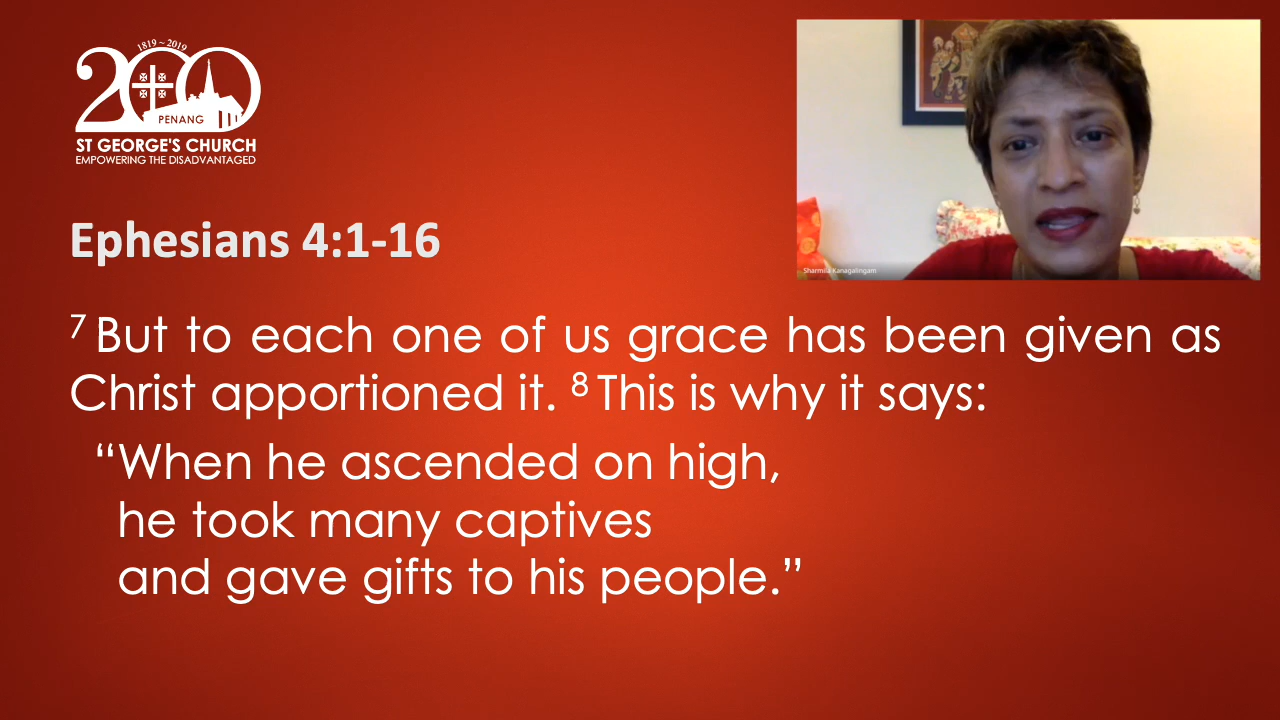 1819 ~ 2019
200
PENANG
ST GEORGE'S CHURCH
EMPOWERING THE DISADVANTAGED
Sharmila Kanagalingam
Ephesians 4:1-16
7 But to each one of us grace has been given as
Christ apportioned it. 8 This is why it says:
“When he ascended on high,
he took many captives
and gave gifts to his people.”